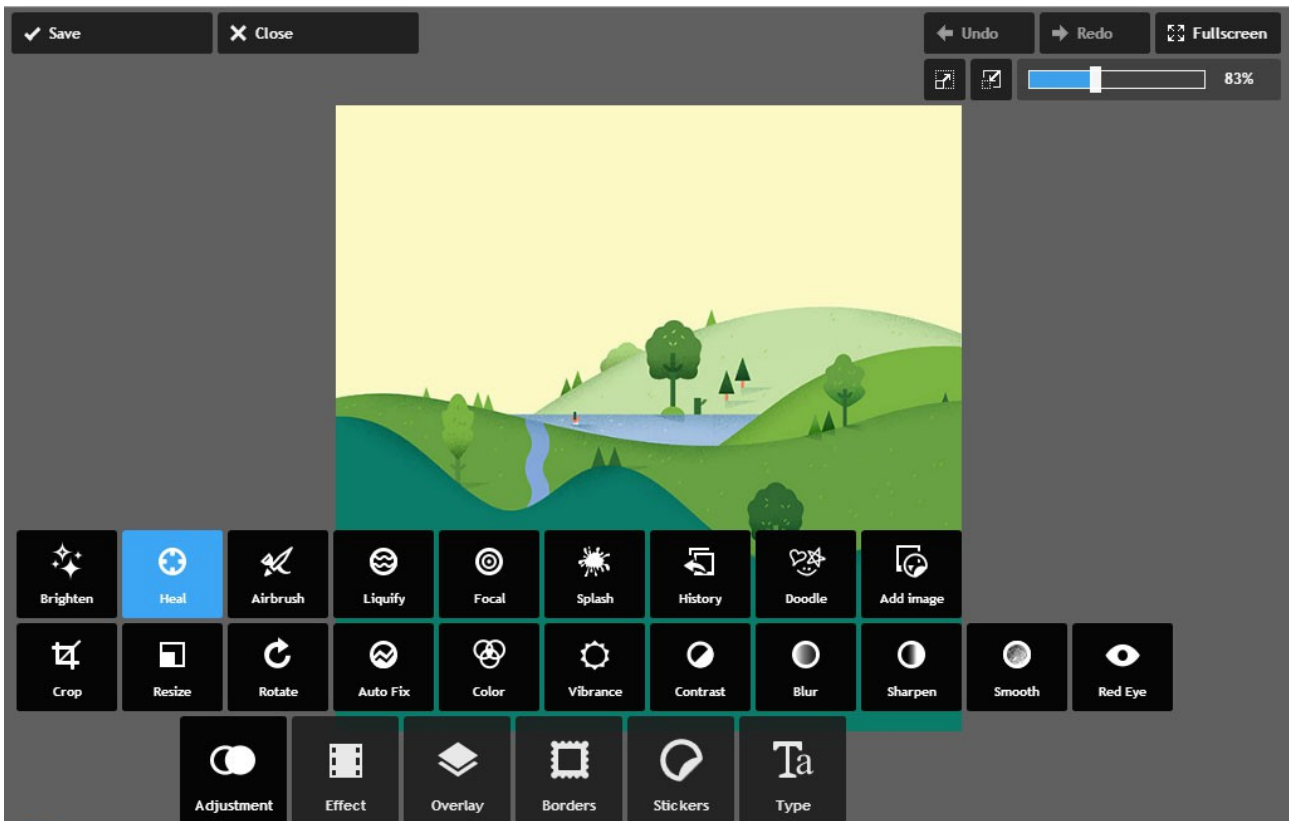 Save
Close
Undo
Redo
Fullscreen
83%
Brighten
Heal
Airbrush
Liquify
Focal
Splash
History
Doodle
Add image
Crop
Resize
Rotate
Auto Fix
Color
Vibrance
Contrast
Blur
Sharpen
Smooth
Red Eye
Ta
Adjustment
Effect
Overlay
Borders
Stickers
Type